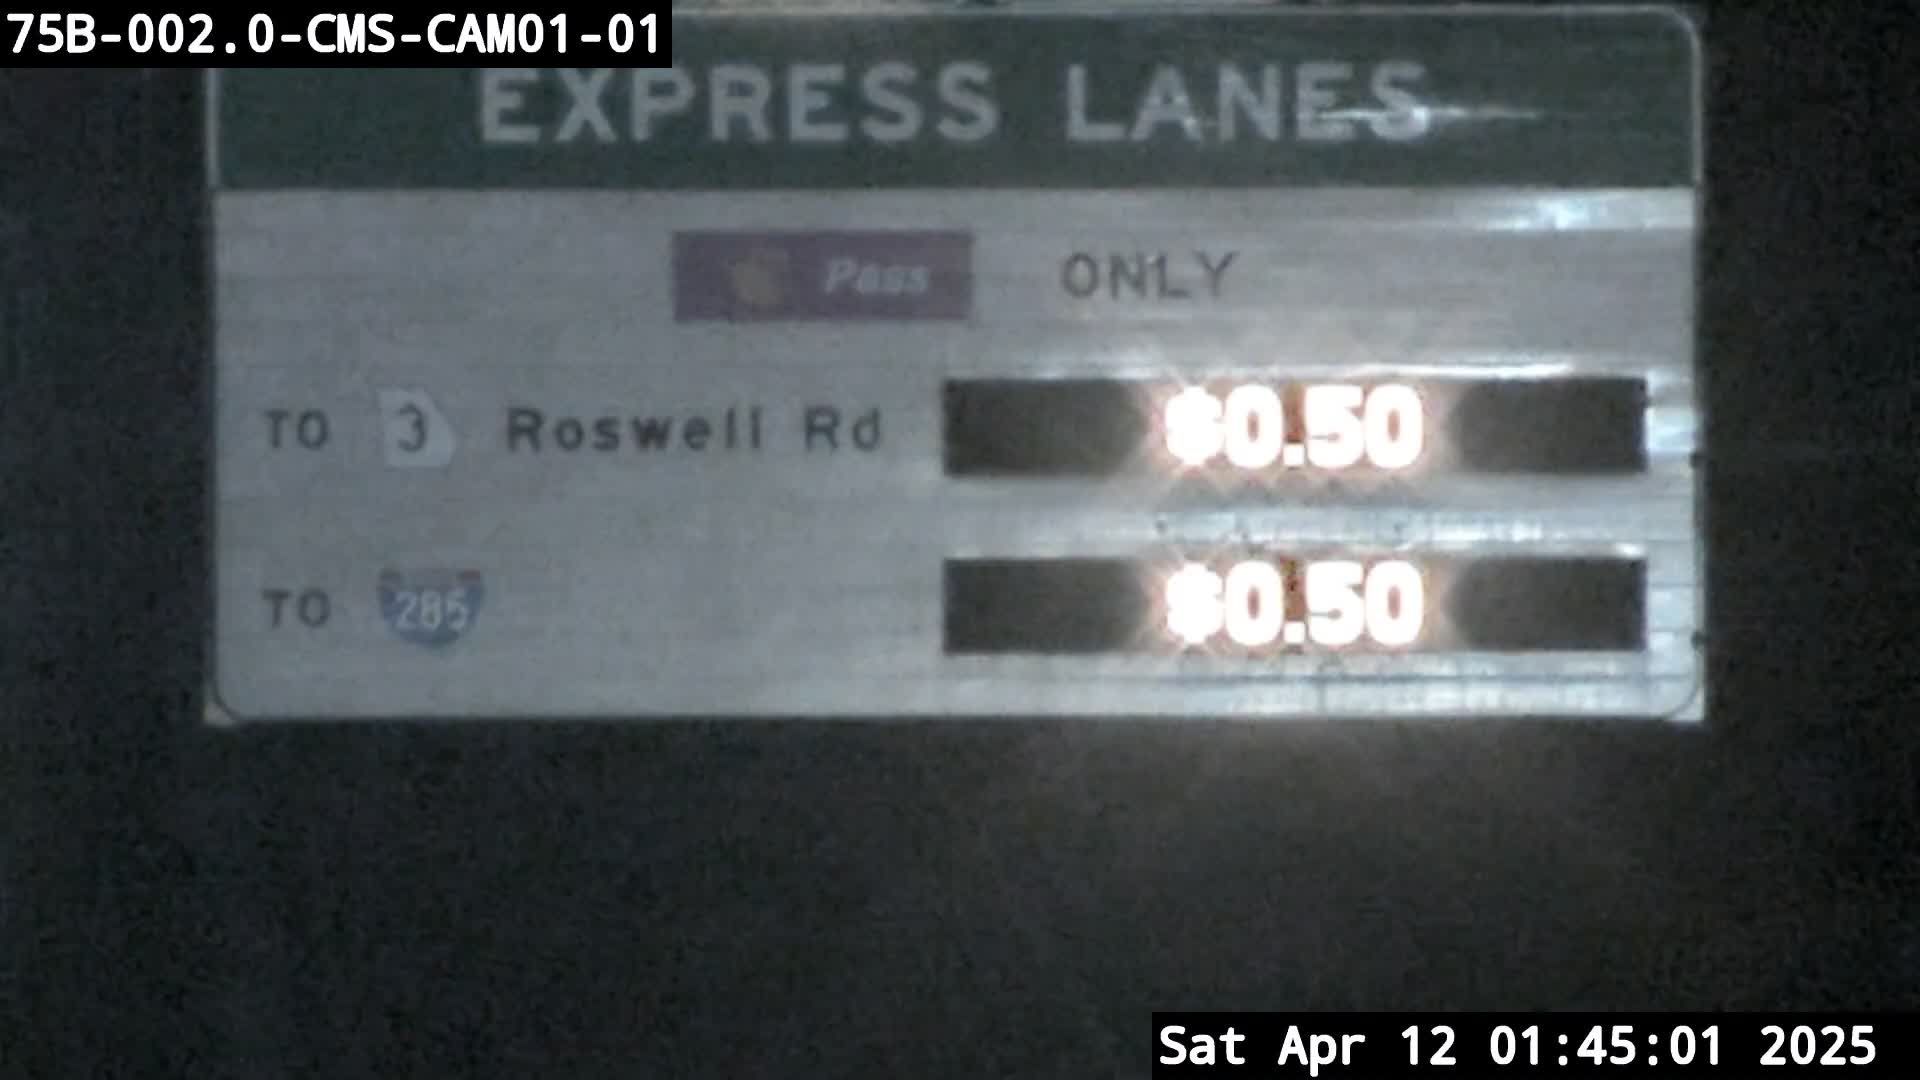 75B-002.0-CMS-CAM01-01
EXPRESS LANES
Pass ONLY
TO 3 Roswell Rd $0.50
TO 285 $0.50
Sat Apr 12 01:45:01 2025